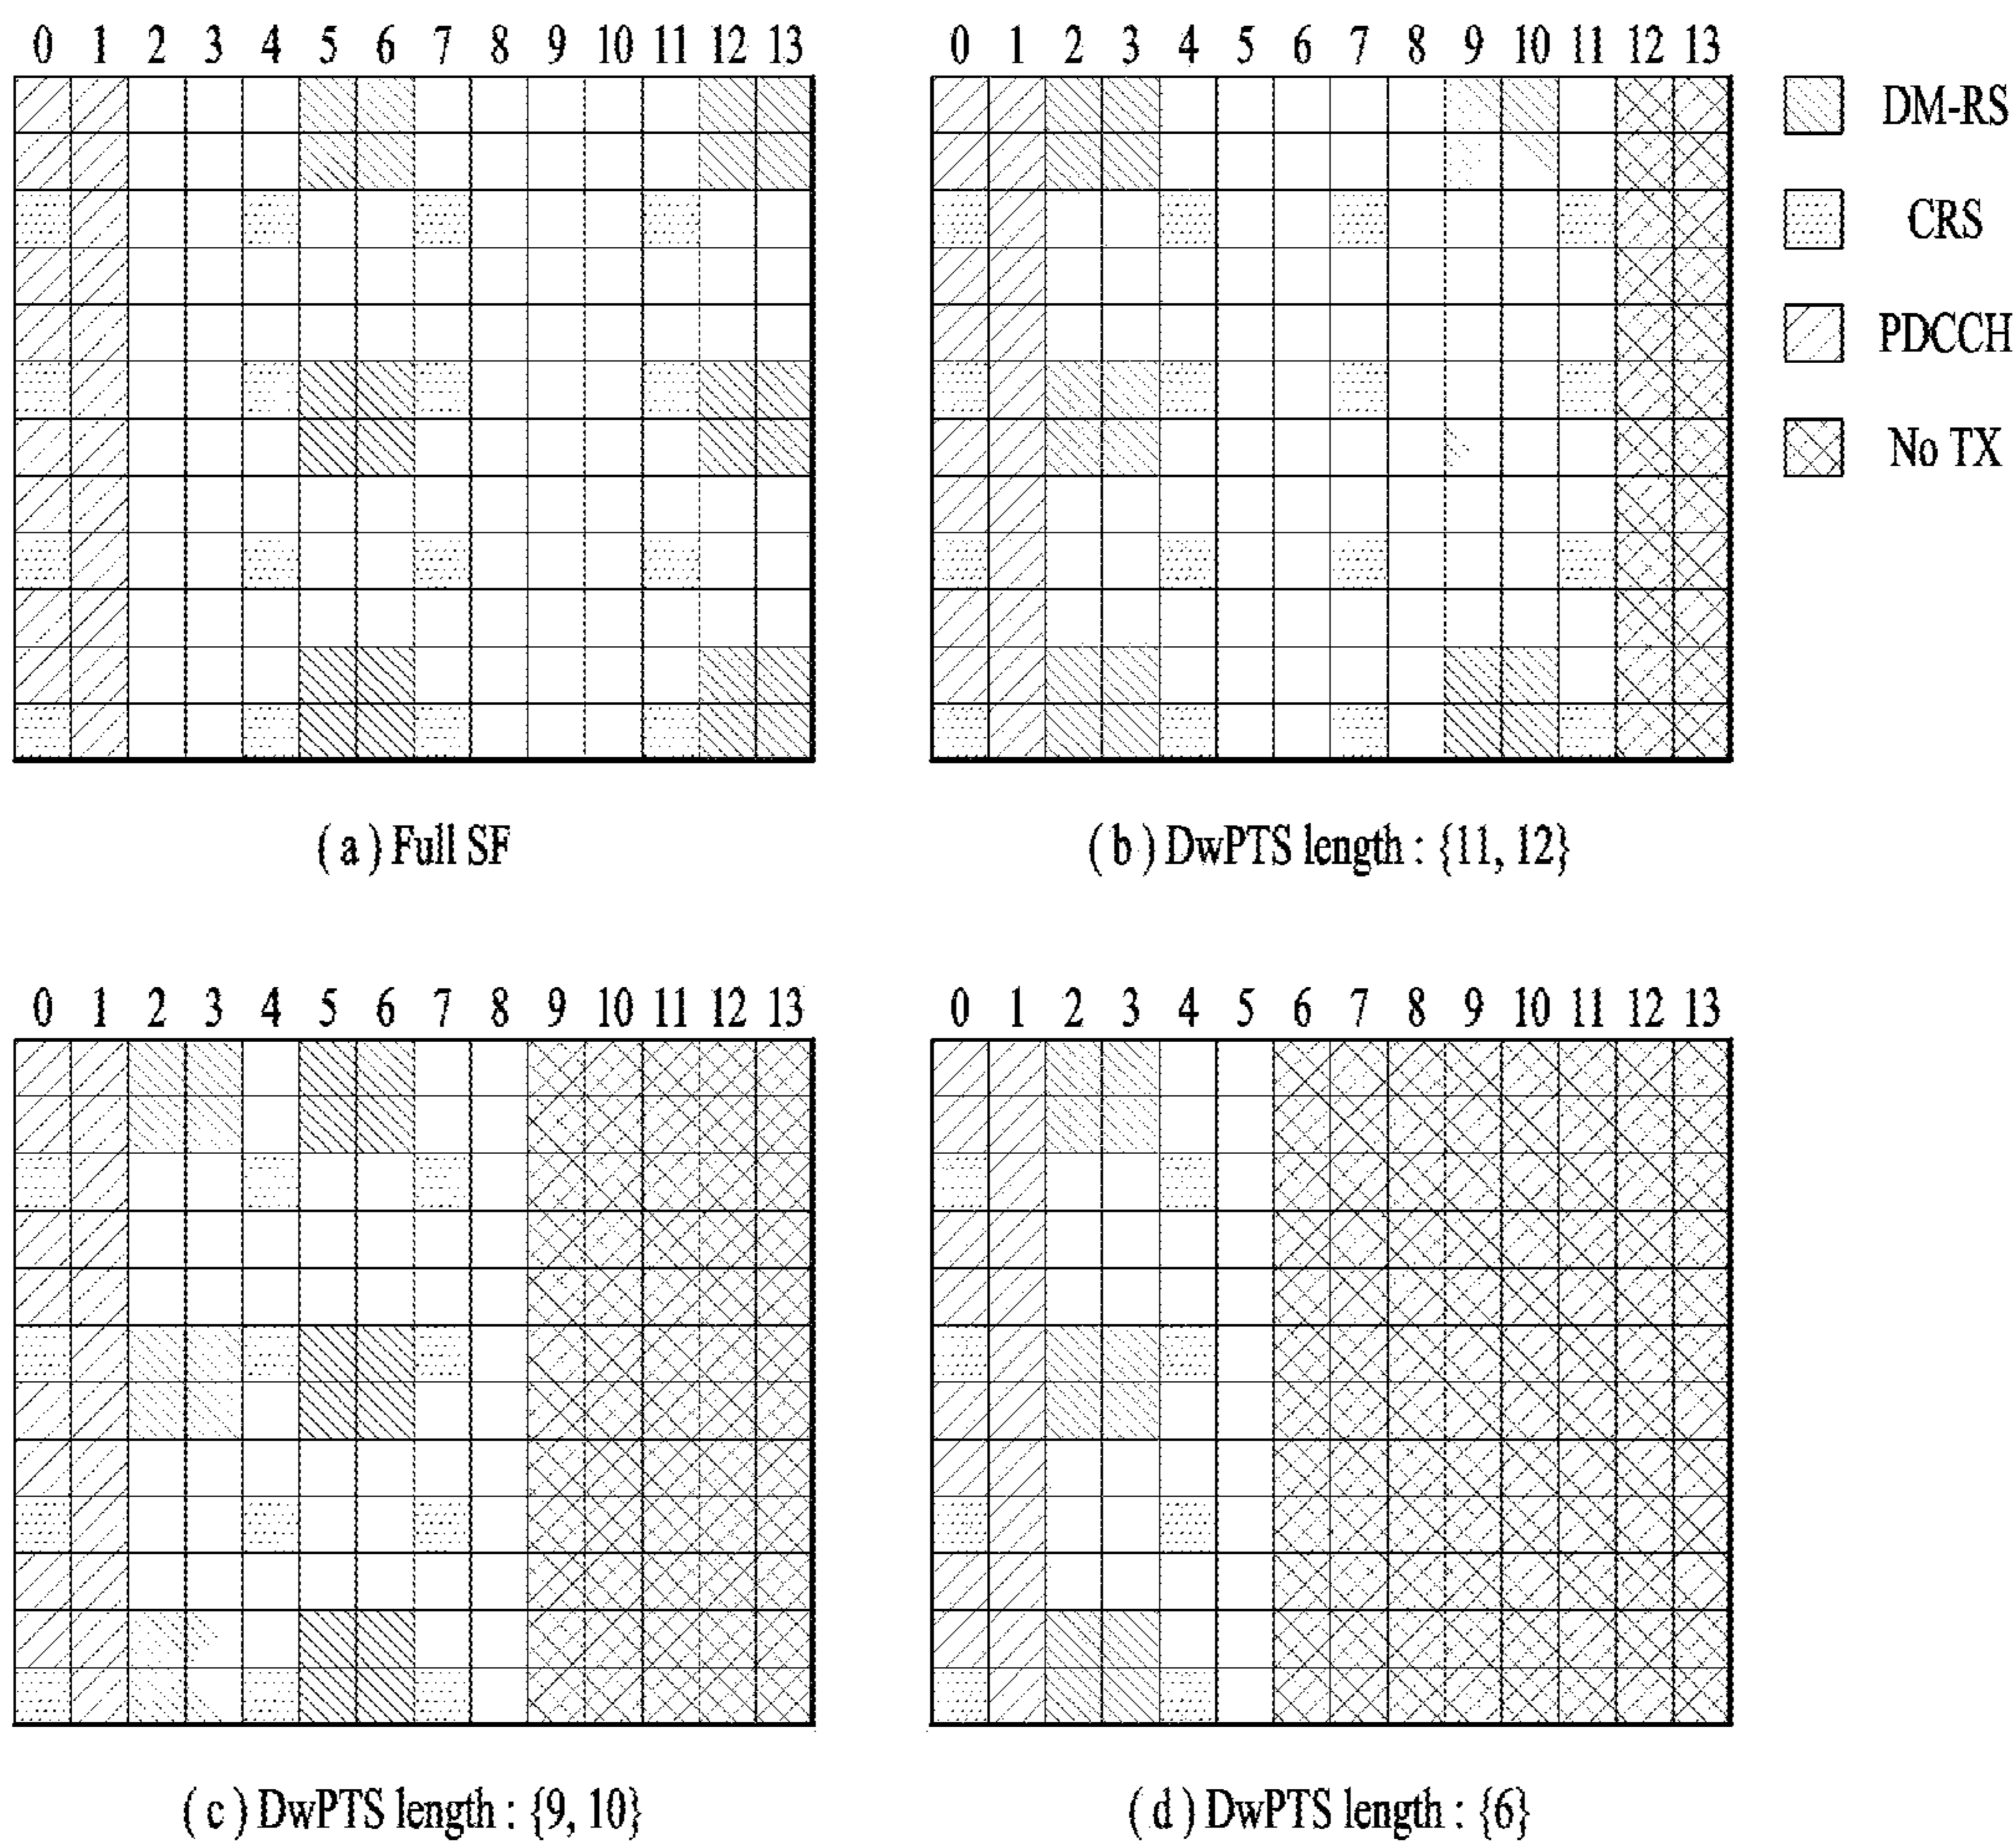 0 1 2 3 4 5 6 7 8 9 10 11 12 13
0 1 2 3 4 5 6 7 8 9 10 11 12 13
DM-RS
CRS
PDCCH
No TX
( a ) Full SF
( b ) DwPTS length : {11, 12}
0 1 2 3 4 5 6 7 8 9 10 11 12 13
0 1 2 3 4 5 6 7 8 9 10 11 12 13
( c ) DwPTS length : {9, 10}
( d ) DwPTS length : {6}